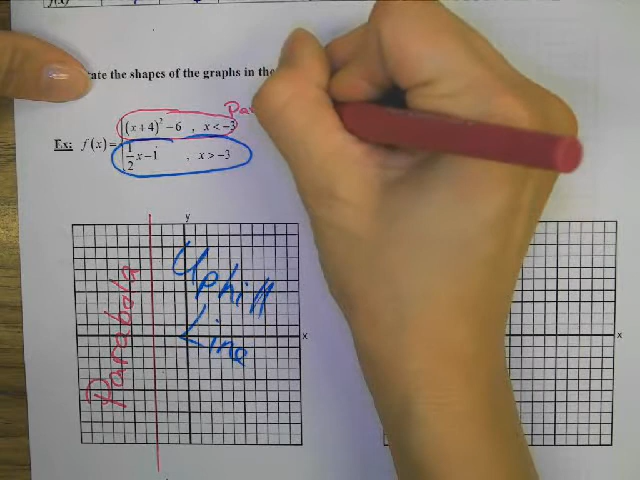 ate the shapes of the graphs in the
Par
(x+4)² − 6 , x < −3
Ex: f(x) =
1/2 x − 1 , x > −3
y
x
Uphill
Line
Parabola
x